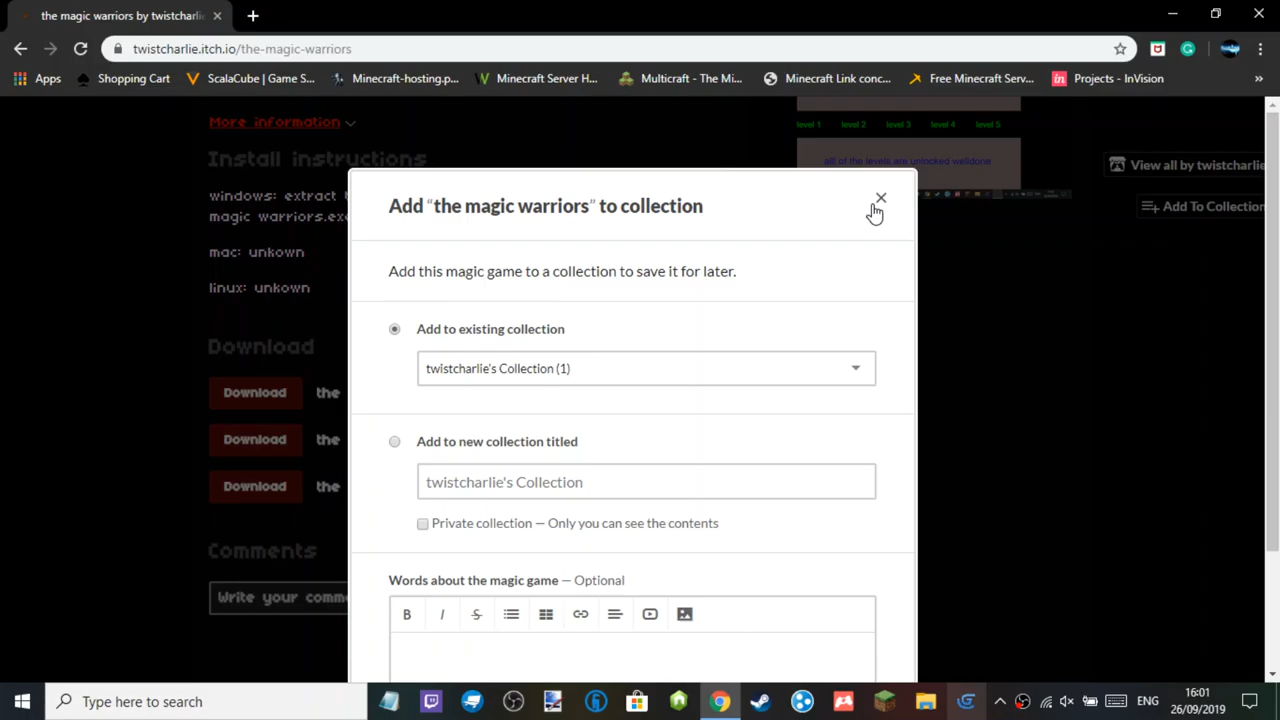 the magic warriors by twistcharlie
twistcharlie.itch.io/the-magic-warriors
Apps
Shopping Cart
ScalaCube | Game S...
Minecraft-hosting.p...
Minecraft Server H...
Multicraft - The Mi...
Minecraft Link conc...
Free Minecraft Serv...
Projects - InVision
»
More information
level 1 level 2 level 3 level 4 level 5
Install instructions
all of the levels are unlocked welldone
View all by twistcharlie
windows: extract
magic warriors.ex
Add To Collection
mac: unkown
linux: unkown
Download
Download the
Download the
Download the
Comments
Write your comm
Add “the magic warriors” to collection
Add this magic game to a collection to save it for later.
Add to existing collection
twistcharlie's Collection (1)
Add to new collection titled
twistcharlie's Collection
Private collection — Only you can see the contents
Words about the magic game — Optional
B I S
Type here to search
ENG
16:01
26/09/2019